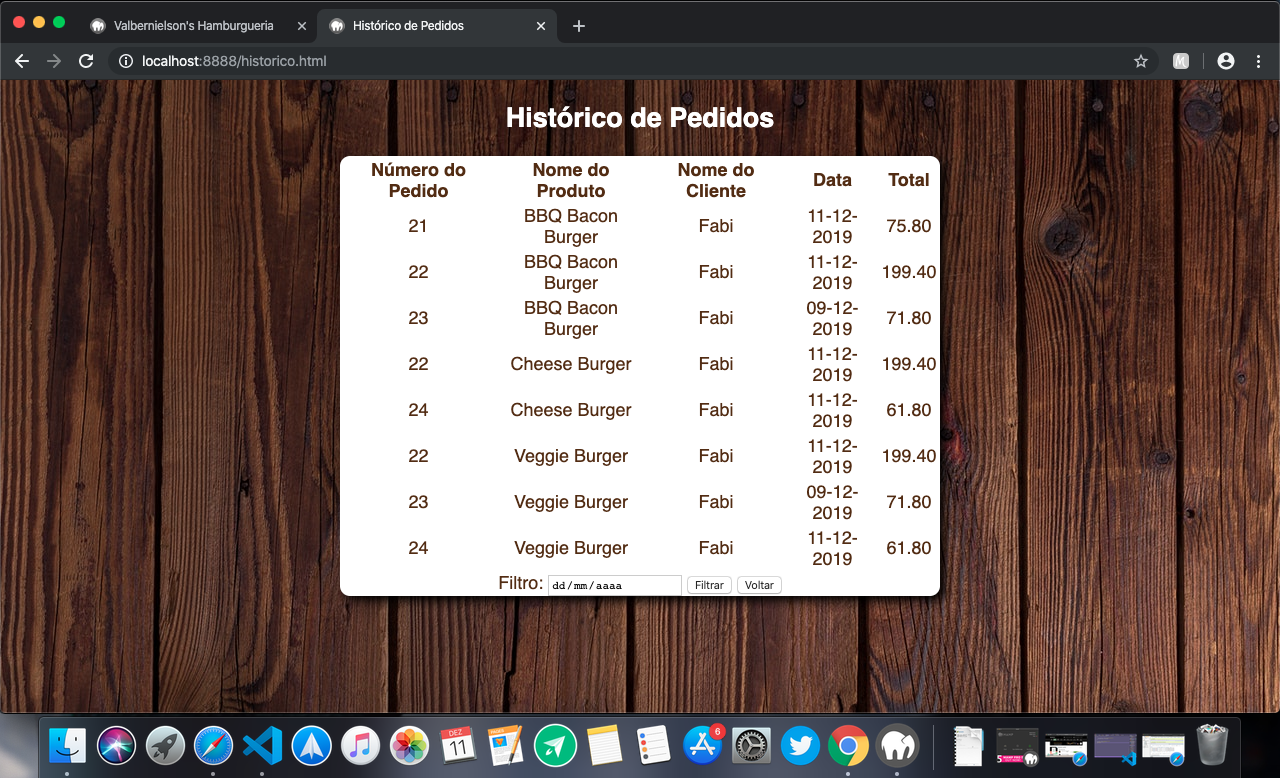 Valbernielson's Hamburgueria
Histórico de Pedidos
localhost:8888/historico.html
Histórico de Pedidos
Número do Pedido Nome do Produto Nome do Cliente Data Total
21 BBQ Bacon Burger Fabi 11-12-2019 75.80
22 BBQ Bacon Burger Fabi 11-12-2019 199.40
23 BBQ Bacon Burger Fabi 09-12-2019 71.80
22 Cheese Burger Fabi 11-12-2019 199.40
24 Cheese Burger Fabi 11-12-2019 61.80
22 Veggie Burger Fabi 11-12-2019 199.40
23 Veggie Burger Fabi 09-12-2019 71.80
24 Veggie Burger Fabi 11-12-2019 61.80
Filtro: dd/mm/aaaa Filtrar Voltar
DEZ
11
6